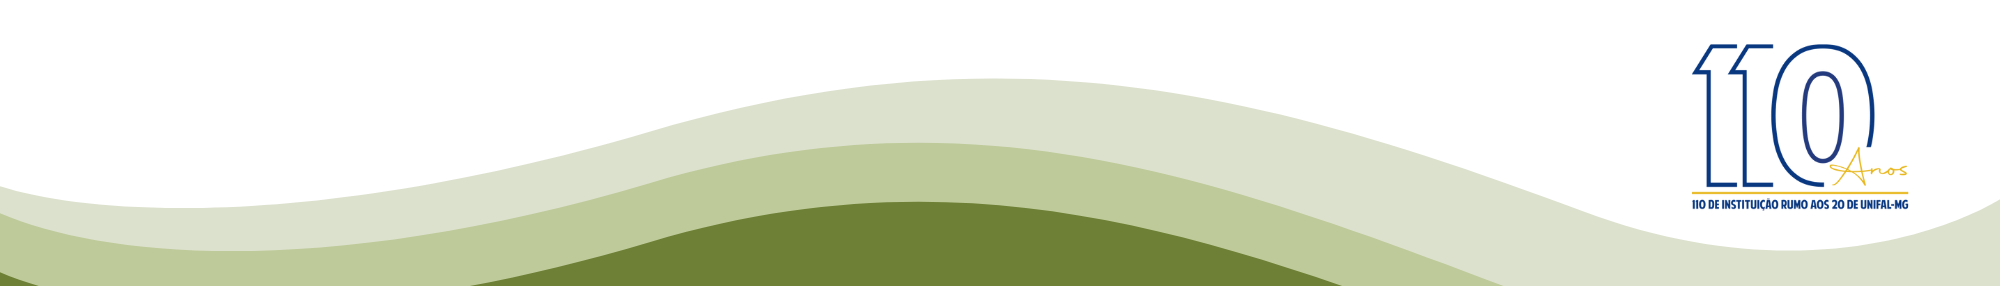 110
Anos
110 DE INSTITUIÇÃO RUMO AOS 20 DE UNIFAL-MG